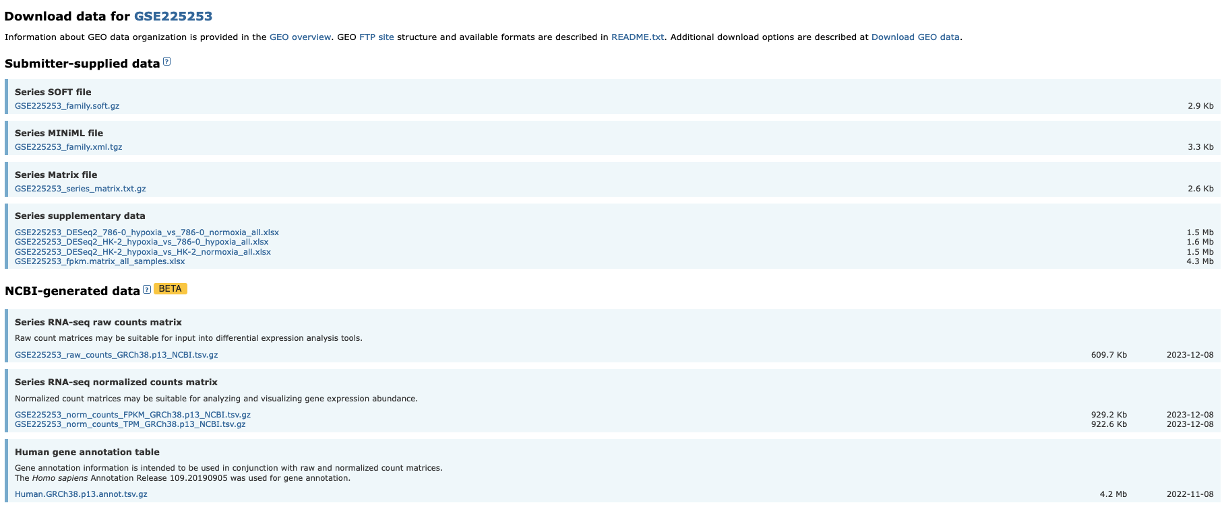 Download data for GSE225253
Information about GEO data organization is provided in the GEO overview. GEO FTP site structure and available formats are described in README.txt. Additional download options are described at Download GEO data.
Submitter-supplied data ?
Series SOFT file
GSE225253_family.soft.gz 2.9 Kb
Series MINiML file
GSE225253_family.xml.tgz 3.3 Kb
Series Matrix file
GSE225253_series_matrix.txt.gz 2.6 Kb
Series supplementary data
GSE225253_DESeq2_786-0_hypoxia_vs_786-0_normoxia_all.xlsx 1.5 Mb
GSE225253_DESeq2_HK-2_hypoxia_vs_786-0_hypoxia_all.xlsx 1.6 Mb
GSE225253_DESeq2_HK-2_hypoxia_vs_HK-2_normoxia_all.xlsx 1.5 Mb
GSE225253_fpkm.matrix_all_samples.xlsx 4.3 Mb
NCBI-generated data ? BETA
Series RNA-seq raw counts matrix
Raw count matrices may be suitable for input into differential expression analysis tools.
GSE225253_raw_counts_GRCh38.p13_NCBI.tsv.gz 609.7 Kb 2023-12-08
Series RNA-seq normalized counts matrix
Normalized count matrices may be suitable for analyzing and visualizing gene expression abundance.
GSE225253_norm_counts_FPKM_GRCh38.p13_NCBI.tsv.gz 929.2 Kb 2023-12-08
GSE225253_norm_counts_TPM_GRCh38.p13_NCBI.tsv.gz 922.6 Kb 2023-12-08
Human gene annotation table
Gene annotation information is intended to be used in conjunction with raw and normalized count matrices.
The Homo sapiens Annotation Release 109.20190905 was used for gene annotation.
Human.GRCh38.p13.annot.tsv.gz 4.2 Mb 2022-11-08